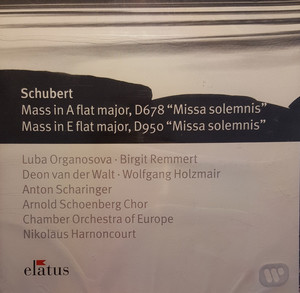 Schubert
Mass in A flat major, D678 "Missa solemnis"
Mass in E flat major, D950 "Missa solemnis"
Luba Organosova · Birgit Remmert
Deon van der Walt · Wolfgang Holzmair
Anton Scharinger
Arnold Schoenberg Chor
Chamber Orchestra of Europe
Nikolaus Harnoncourt
elatus